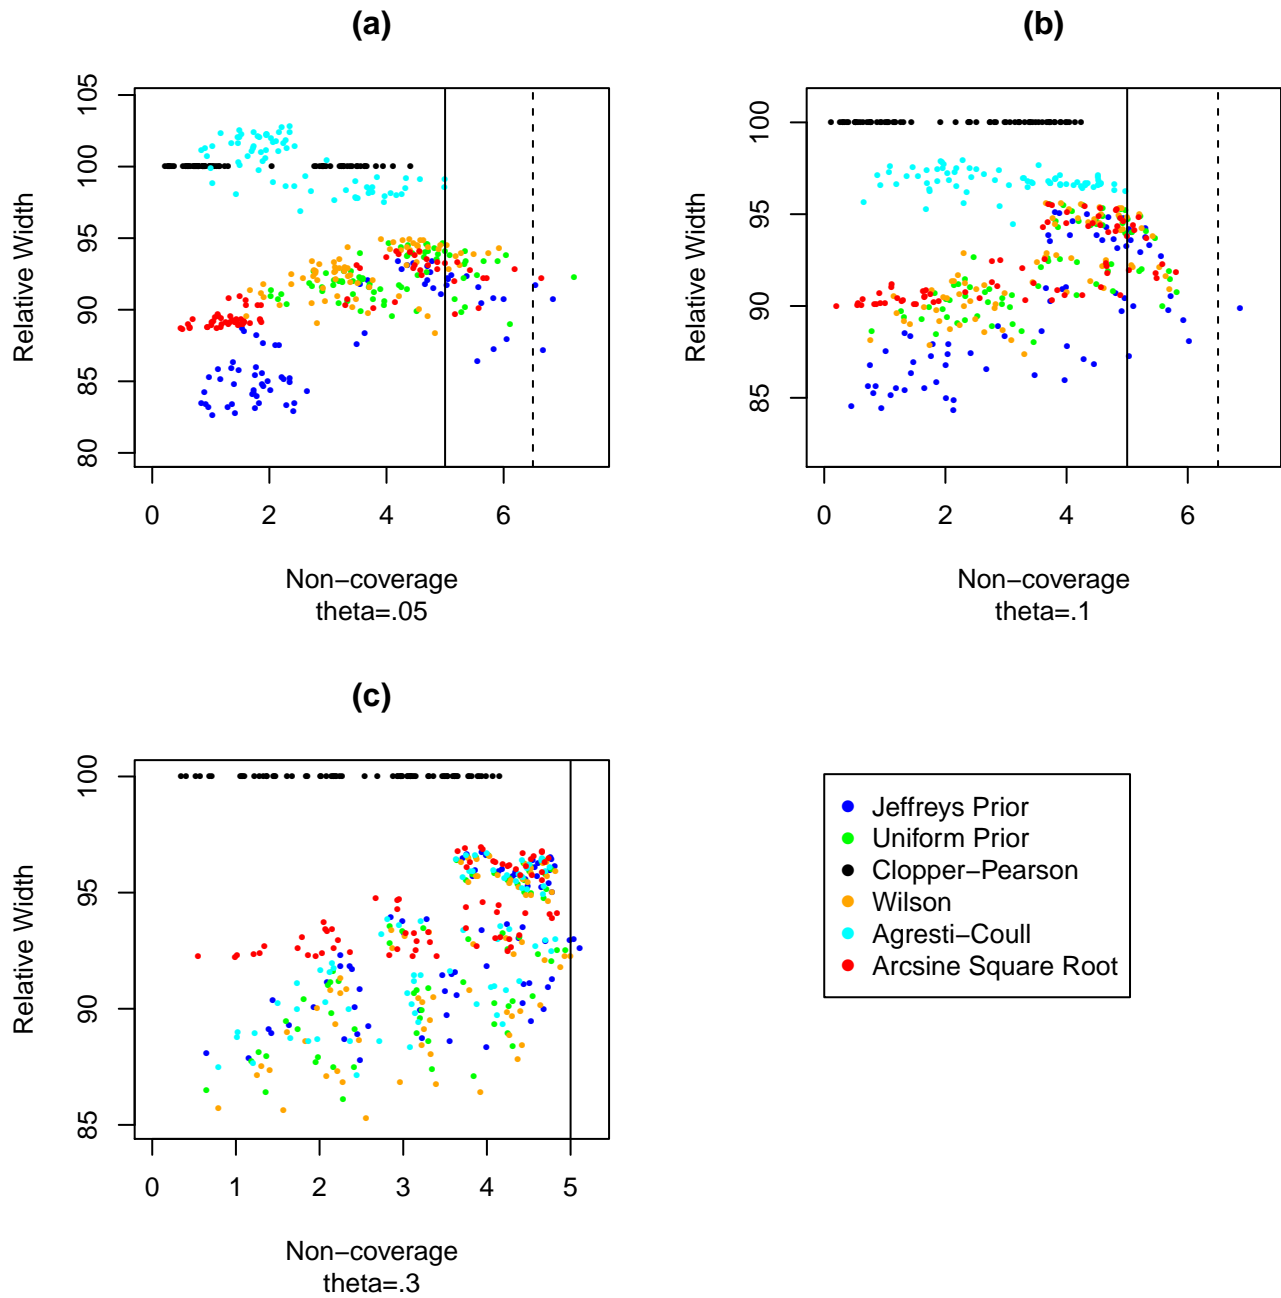 (a)
105
100
95
90
85
80
Relative Width
0 2 4 6
Non−coverage
theta=.05
(b)
100
95
90
85
Relative Width
0 2 4 6
Non−coverage
theta=.1
(c)
100
95
90
85
Relative Width
0 1 2 3 4 5
Non−coverage
theta=.3
Jeffreys Prior
Uniform Prior
Clopper−Pearson
Wilson
Agresti−Coull
Arcsine Square Root